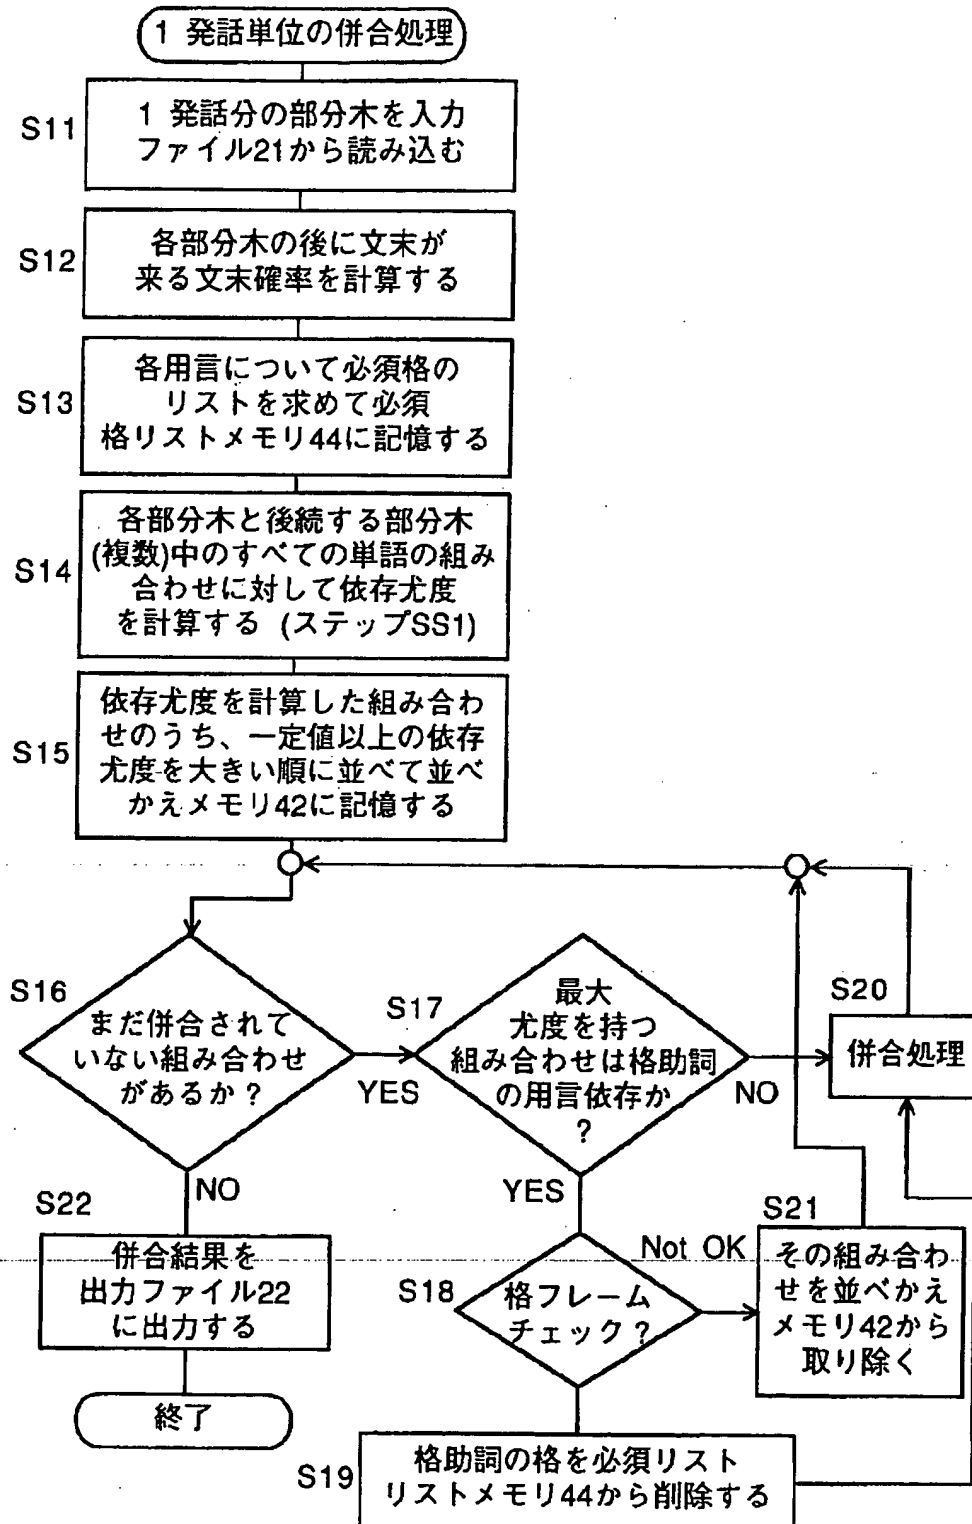 1 発話単位の併合処理
S11
1 発話分の部分木を入力
ファイル21から読み込む
S12
各部分木の後に文末が
来る文末確率を計算する
S13
各用言について必須格の
リストを求めて必須
格リストメモリ44に記憶する
S14
各部分木と後続する部分木
(複数)中のすべての単語の組み
合わせに対して依存尤度
を計算する (ステップSS1)
S15
依存尤度を計算した組み合わ
せのうち、一定値以上の依存
尤度を大きい順に並べて並べ
かえメモリ42に記憶する
S16
まだ併合されて
いない組み合わせ
があるか?
YES
NO
S17
最大
尤度を持つ
組み合わせは格助詞
の用言依存か
?
NO
YES
S20
併合処理
S18
格フレーム
チェック?
Not OK
S21
その組み合わ
せを並べかえ
メモリ42から
取り除く
S19
格助詞の格を必須リスト
リストメモリ44から削除する
S22
併合結果を
出力ファイル22
に出力する
終了